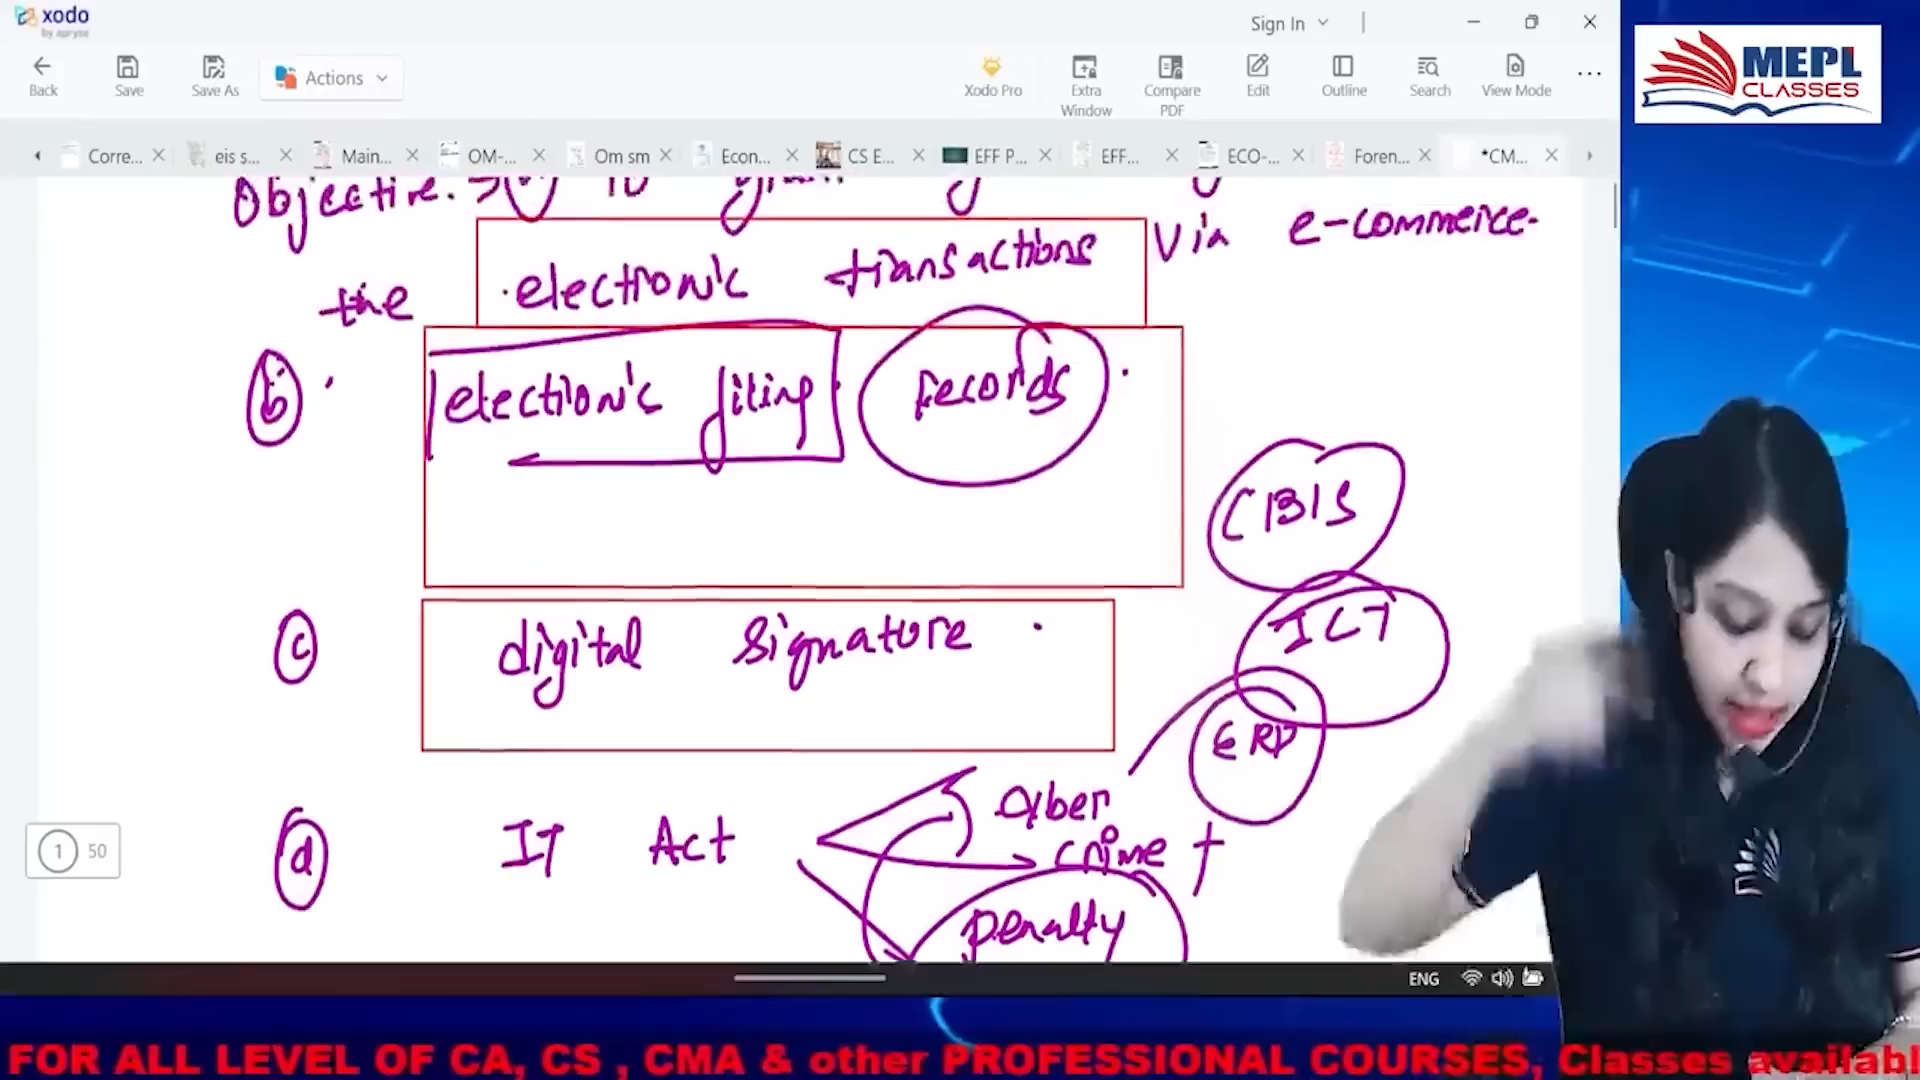 xodo
by apryse
Sign In
Back
Save
Save As
Actions
Xodo Pro
Extra Window
Compare PDF
Edit
Outline
Search
View Mode
Corre...
eis s...
Main...
OM-...
Om sm
Econ...
CS E...
EFF P...
EFF...
ECO-...
Foren...
*CM...
MEPL
CLASSES
Objective.
via e-commerce.
the electronic transactions
b electronic filing records
CBIS
c digital signature
ICT
ERP
d IT Act
Cyber
crime +
penalty
1 50
ENG
FOR ALL LEVEL OF CA, CS , CMA & other PROFESSIONAL COURSES, Classes availabl